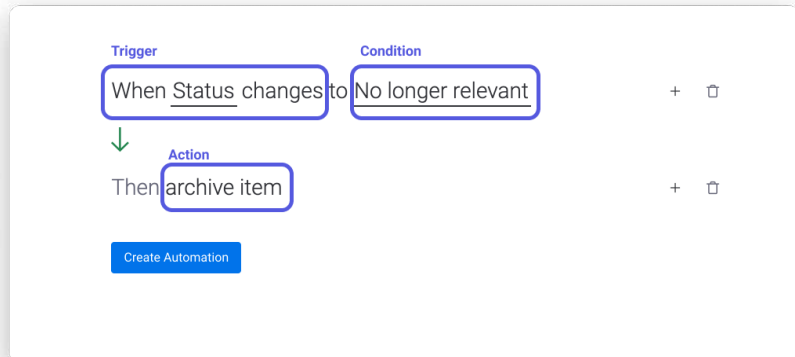 Trigger Condition
When Status changes to No longer relevant
Action
Then archive item
Create Automation